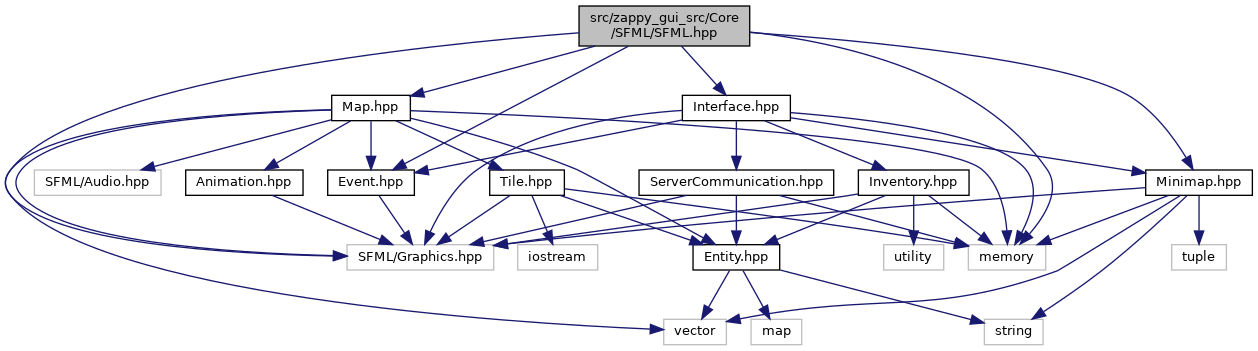 src/zappy_gui_src/Core
/SFML/SFML.hpp
Map.hpp
Interface.hpp
SFML/Audio.hpp
Animation.hpp
Event.hpp
Tile.hpp
ServerCommunication.hpp
Inventory.hpp
Minimap.hpp
SFML/Graphics.hpp
iostream
Entity.hpp
utility
memory
tuple
vector
map
string